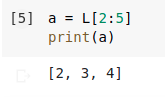 [5] a = L[2:5]
print(a)
[2, 3, 4]